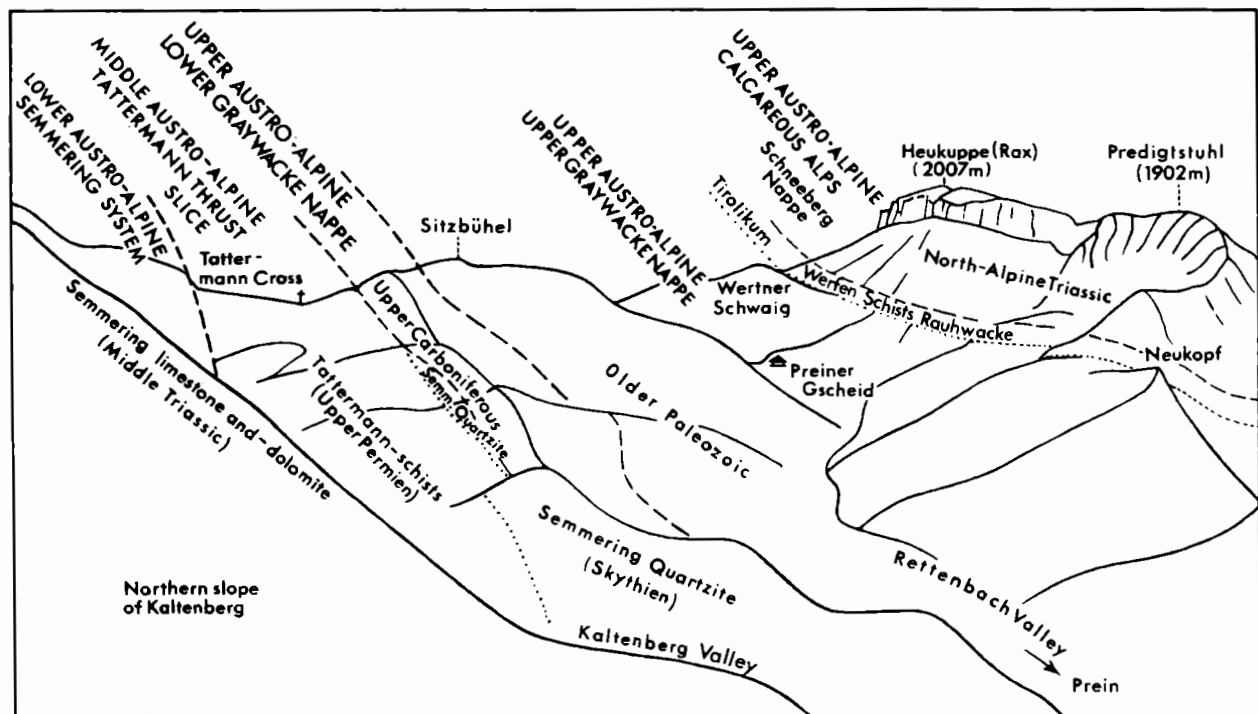 LOWER AUSTRO-ALPINE
SEMMERING SYSTEM
MIDDLE AUSTRO-ALPINE
TATTERMANN THRUST
SLICE
UPPER AUSTRO-ALPINE
LOWER GRAYWACKE NAPPE
UPPER AUSTRO-ALPINE
UPPER GRAYWACKE NAPPE
UPPER AUSTRO-ALPINE
CALCAREOUS ALPS
Schneeberg
Nappe
Tirolikum
Heukuppe (Rax)
(2007m)
Predigtstuhl
(1902m)
Tatter-
mann Cross
Sitzbühel
Wertner
Schwaig
North-Alpine Triassic
Werfen Schists Rauhwacke
Neukopf
Preiner
Gscheid
Semmering limestone and-dolomite
(Middle Triassic)
Tattermann-schists
(Upper Permien)
Upper Carboniferous
Semm. Quartzite
Older Paleozoic
Semmering Quartzite
(Skythien)
Northern slope
of Kaltenberg
Kaltenberg Valley
Rettenbach Valley
Prein